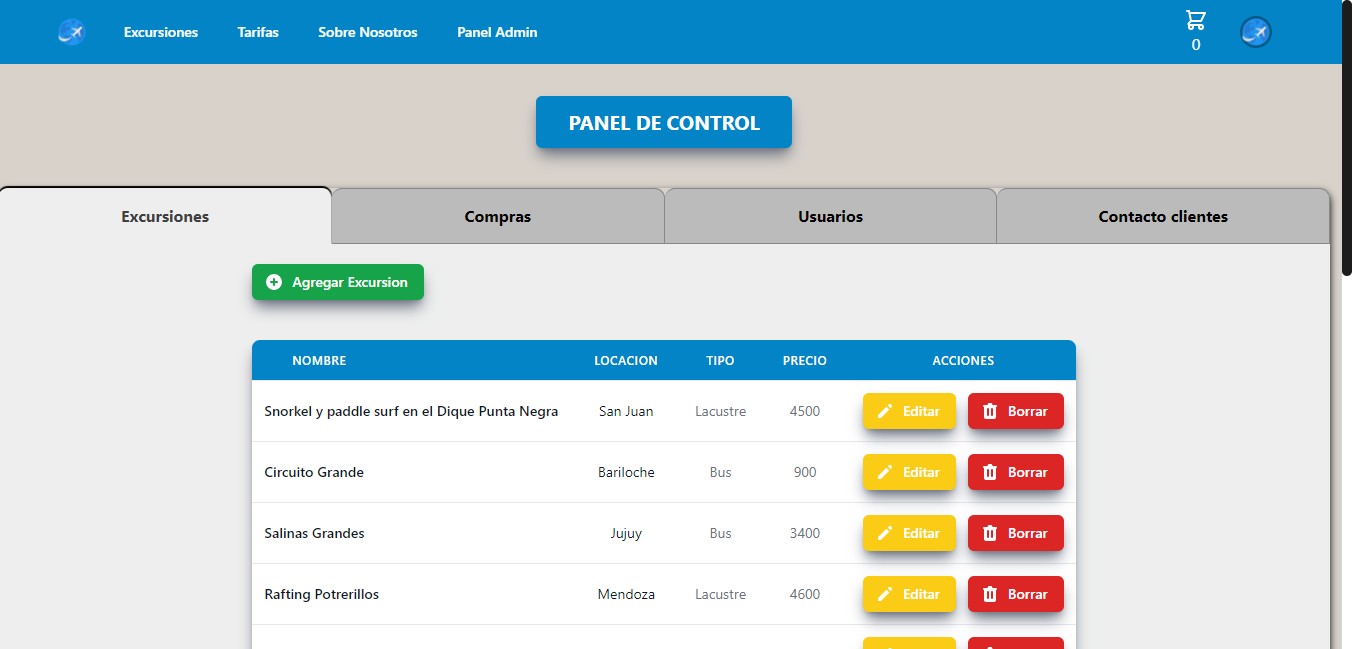 Excursiones Tarifas Sobre Nosotros Panel Admin
0
PANEL DE CONTROL
Excursiones Compras Usuarios Contacto clientes
Agregar Excursion
NOMBRE LOCACION TIPO PRECIO ACCIONES
Snorkel y paddle surf en el Dique Punta Negra San Juan Lacustre 4500 Editar Borrar
Circuito Grande Bariloche Bus 900 Editar Borrar
Salinas Grandes Jujuy Bus 3400 Editar Borrar
Rafting Potrerillos Mendoza Lacustre 4600 Editar Borrar